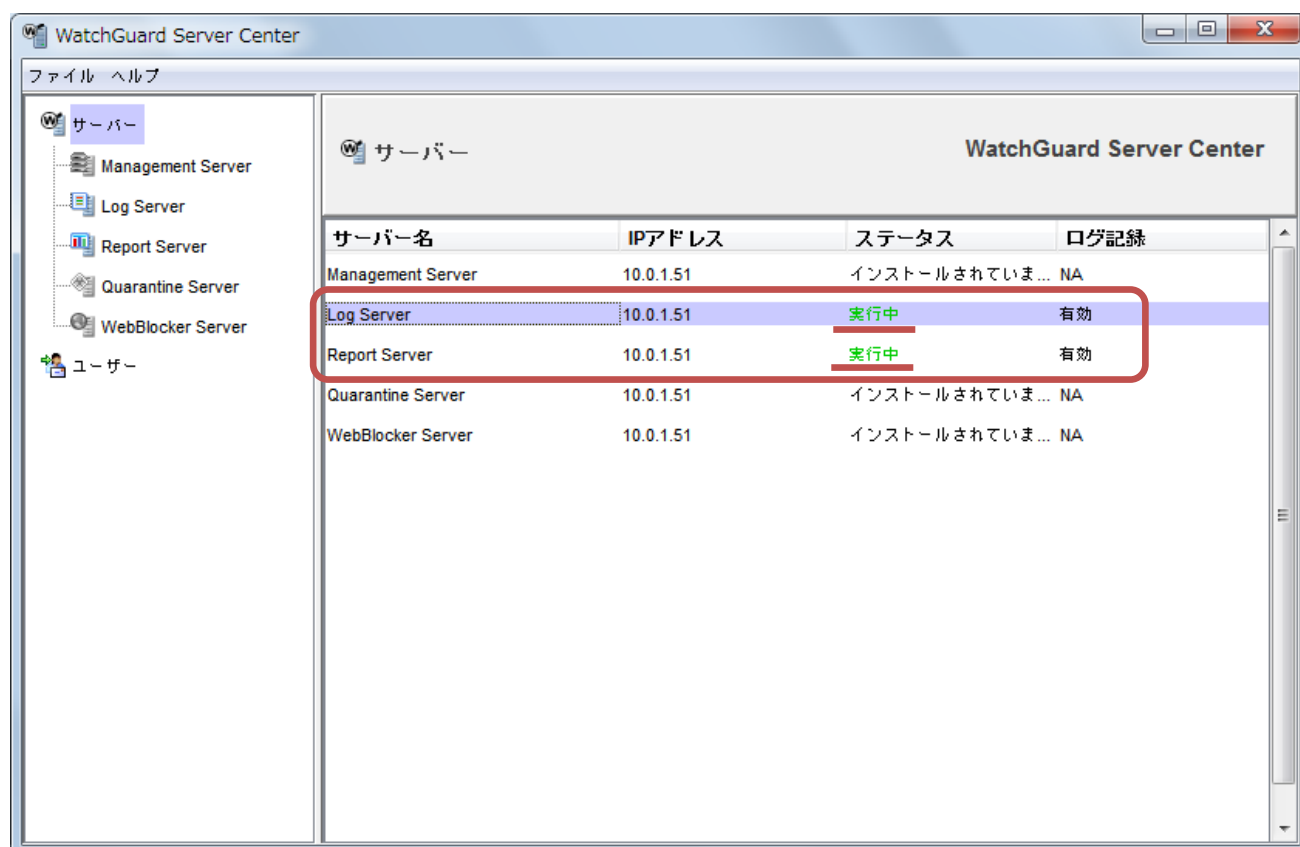 WatchGuard Server Center
ファイル ヘルプ
サーバー
Management Server
Log Server
Report Server
Quarantine Server
WebBlocker Server
ユーザー
サーバー WatchGuard Server Center
サーバー名 IPアドレス ステータス ログ記録
Management Server 10.0.1.51 インストールされていま... NA
Log Server 10.0.1.51 実行中 有効
Report Server 10.0.1.51 実行中 有効
Quarantine Server 10.0.1.51 インストールされていま... NA
WebBlocker Server 10.0.1.51 インストールされていま... NA